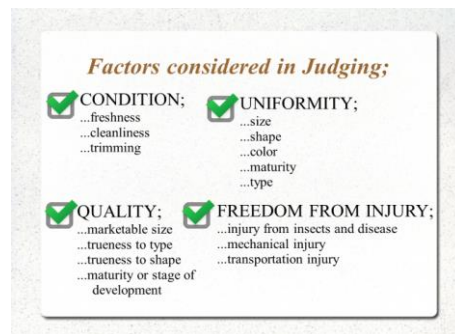 Factors considered in Judging;
CONDITION;
...freshness
...cleanliness
...trimming
UNIFORMITY;
...size
...shape
...color
...maturity
...type
QUALITY;
...marketable size
...trueness to type
...trueness to shape
...maturity or stage of
development
FREEDOM FROM INJURY;
...injury from insects and disease
...mechanical injury
...transportation injury